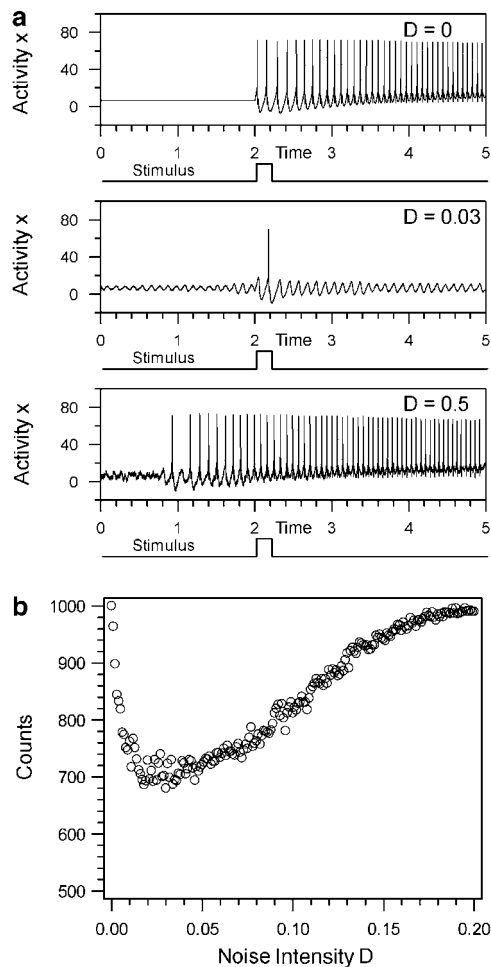 a
Activity x
80
40
0
D = 0
0 1 2 Time 3 4 5
Stimulus
Activity x
80
40
0
D = 0.03
0 1 2 Time 3 4 5
Stimulus
Activity x
80
40
0
D = 0.5
0 1 2 Time 3 4 5
Stimulus
b
Counts
1000
900
800
700
600
500
0.00 0.05 0.10 0.15 0.20
Noise Intensity D